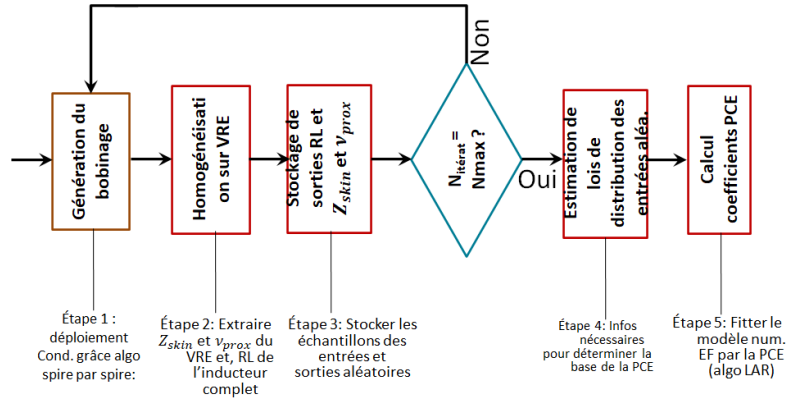 Non
Génération du
bobinage
Homogénéisati
on sur VRE
Stockage de
sorties RL et
Z_skin et ν_prox
N_itérat =
Nmax ?
Oui
Estimation de
lois de
distribution des
entrées aléa.
Calcul
coefficients PCE
Étape 1 :
déploiement
Cond. grâce algo
spire par spire:
Étape 2: Extraire
Z_skin et ν_prox du
VRE et, RL de
l’inducteur
complet
Étape 3: Stocker les
échantillons des
entrées et
sorties aléatoires
Étape 4: Infos
nécessaires
pour déterminer la
base de la PCE
Étape 5: Fitter le
modèle num.
EF par la PCE
(algo LAR)